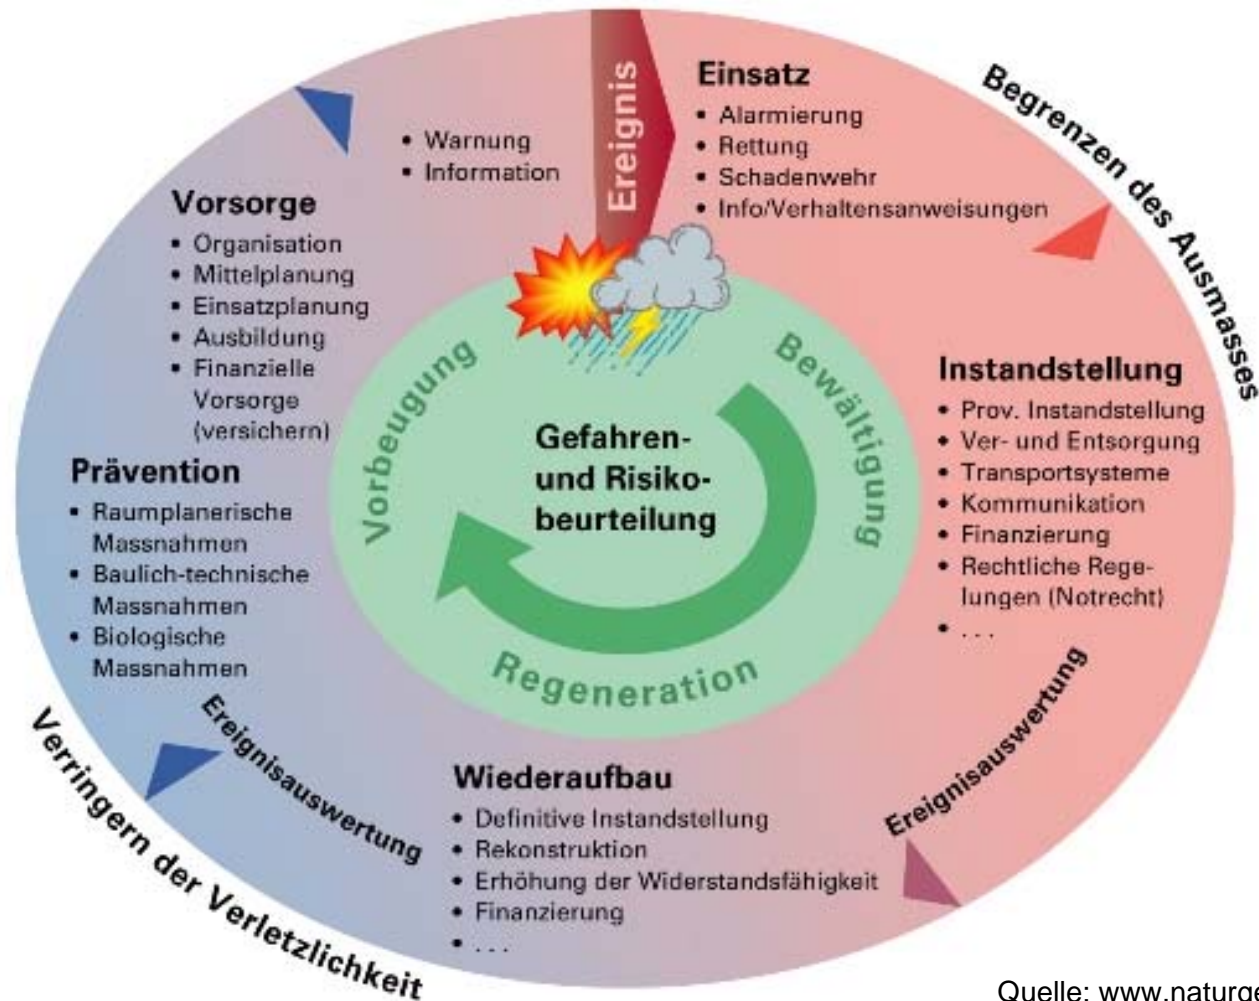 Ereignis
Einsatz
• Alarmierung
• Rettung
• Schadenwehr
• Info/Verhaltensanweisungen
Begrenzen des Ausmasses
Instandstellung
• Prov. Instandstellung
• Ver- und Entsorgung
• Transportsysteme
• Kommunikation
• Finanzierung
• Rechtliche Rege-
lungen (Notrecht)
• . . .
Ereignisauswertung
Wiederaufbau
• Definitive Instandstellung
• Rekonstruktion
• Erhöhung der Widerstandsfähigkeit
• Finanzierung
• . . .
Ereignisauswertung
Verringern der Verletzlichkeit
Prävention
• Raumplanerische
Massnahmen
• Baulich-technische
Massnahmen
• Biologische
Massnahmen
Vorsorge
• Organisation
• Mittelplanung
• Einsatzplanung
• Ausbildung
• Finanzielle
Vorsorge
(versichern)
• Warnung
• Information
Vorbeugung
Bewältigung
Regeneration
Gefahren-
und Risiko-
beurteilung
Quelle: www.naturge